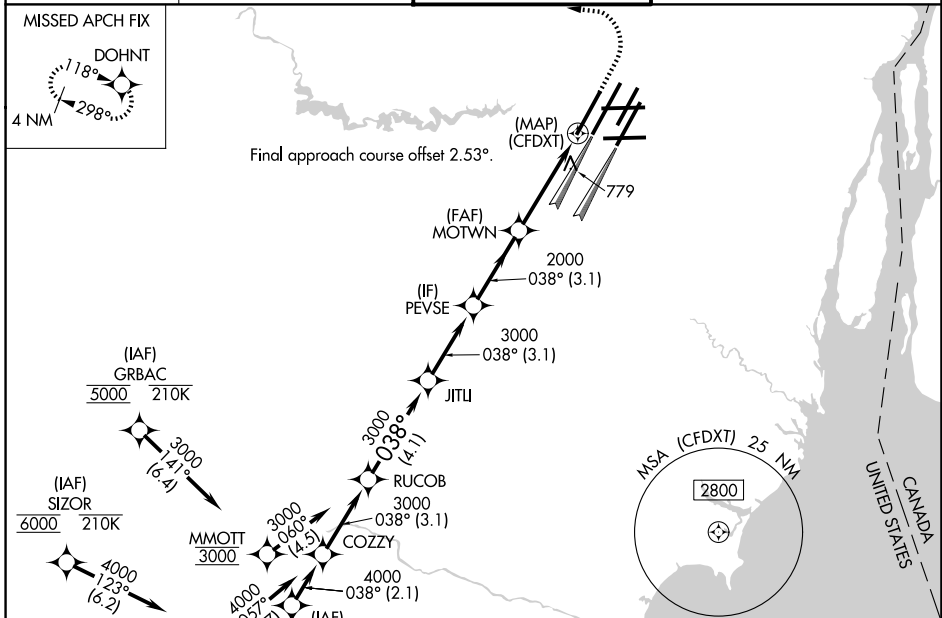 MISSED APCH FIX
DOHNT
118°
298°
4 NM
Final approach course offset 2.53°.
(MAP)
(CFDXT)
779
(FAF)
MOTWN
2000
038° (3.1)
(IF)
PEVSE
3000
038° (3.1)
JITLI
(IAF)
GRBAC
5000 210K
3000
141°
(6.4)
3000
038°
(4.1)
RUCOB
(IAF)
SIZOR
6000 210K
4000
123°
(6.2)
MMOTT
3000
3000
060°
(4.5)
3000
038° (3.1)
COZZY
4000
038° (2.1)
4000
057°
(IAF)
MSA (CFDXT) 25 NM
2800
CANADA
UNITED STATES